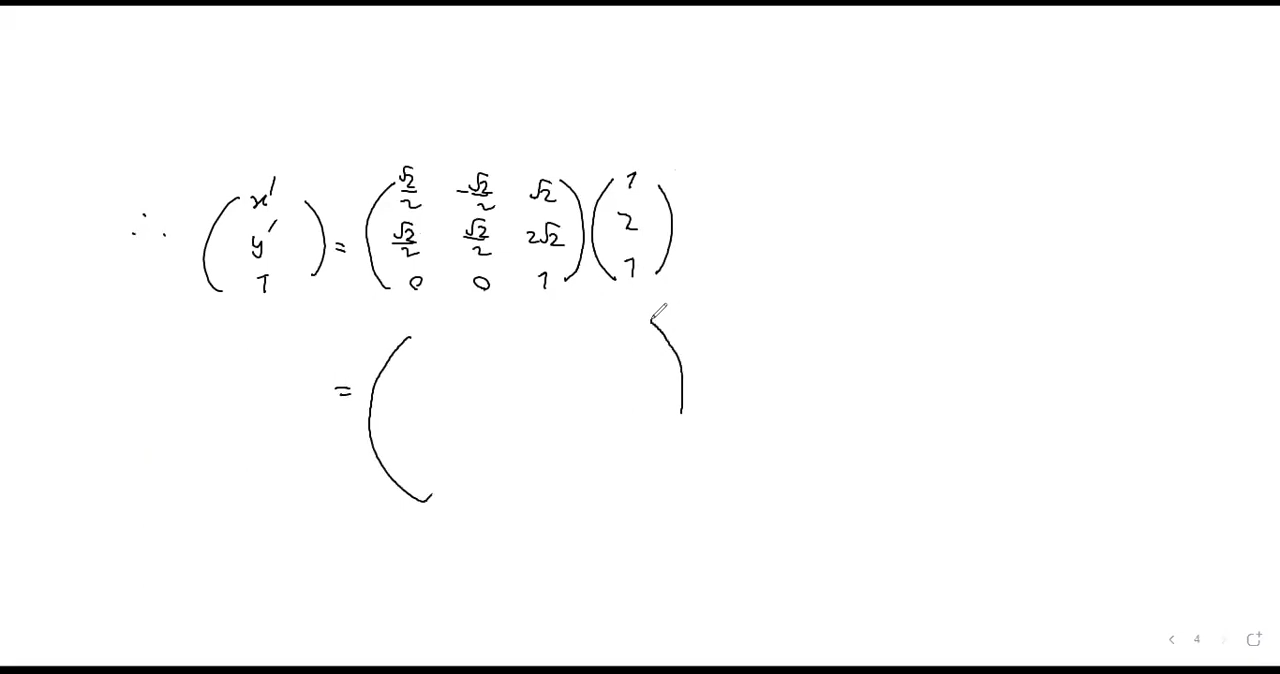 ∴ (x′ y′ 1) = (√2/2 -√2/2 √2; √2/2 √2/2 2√2; 0 0 1) (1 2 1)
= ( )
4